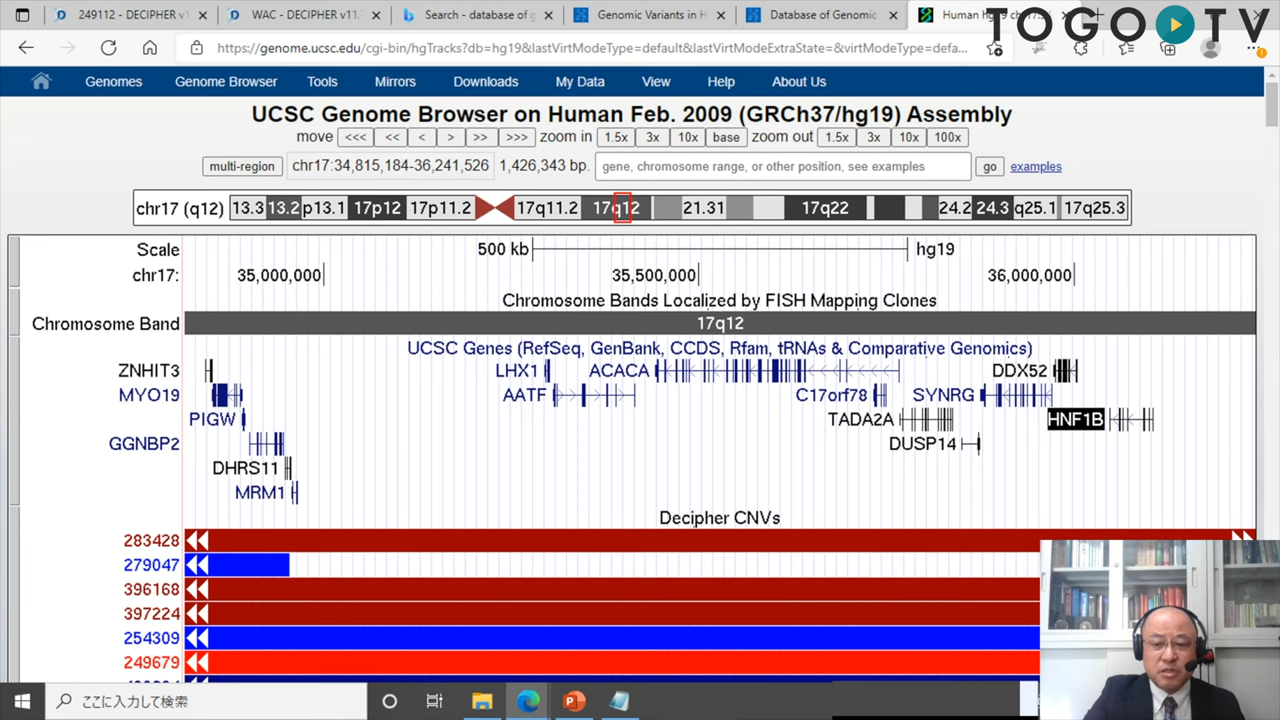 249112 - DECIPHER v1
WAC - DECIPHER v11.
Search - database of g
Genomic Variants in H
Database of Genomic
Human hg19 chr17:
TOGO TV
https://genome.ucsc.edu/cgi-bin/hgTracks?db=hg19&lastVirtModeType=default&lastVirtModeExtraState=&virtModeType=defa...
Genomes Genome Browser Tools Mirrors Downloads My Data View Help About Us
UCSC Genome Browser on Human Feb. 2009 (GRCh37/hg19) Assembly
move <<< << < > >> >>> zoom in 1.5x 3x 10x base zoom out 1.5x 3x 10x 100x
multi-region chr17:34,815,184-36,241,526 1,426,343 bp. gene, chromosome range, or other position, see examples go examples
chr17 (q12) 13.3 13.2 p13.1 17p12 17p11.2 17q11.2 17q12 21.31 17q22 24.2 24.3 q25.1 17q25.3
Scale 500 kb hg19
chr17: 35,000,000 35,500,000 36,000,000
Chromosome Bands Localized by FISH Mapping Clones
Chromosome Band 17q12
UCSC Genes (RefSeq, GenBank, CCDS, Rfam, tRNAs & Comparative Genomics)
ZNHIT3 LHX1 ACACA DDX52
MYO19 AATF C17orf78 SYNRG
PIGW TADA2A HNF1B
GGNBP2 DUSP14
DHRS11
MRM1
Decipher CNVs
283428
279047
396168
397224
254309
249679
ここに入力して検索